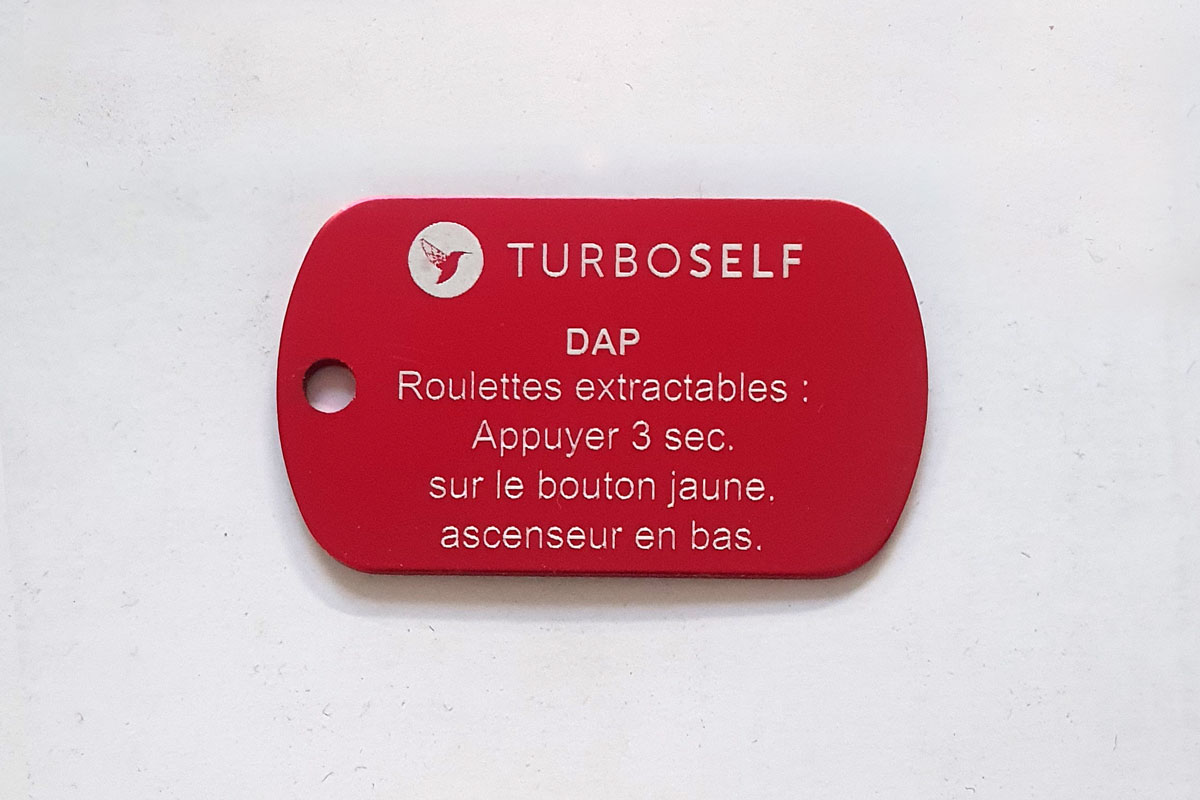 TURBOSELF
DAP
Roulettes extractables :
Appuyer 3 sec.
sur le bouton jaune.
ascenseur en bas.